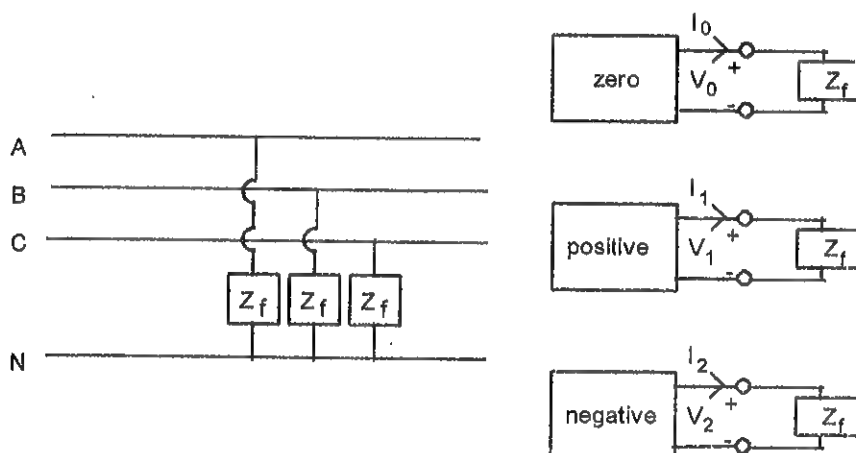 A
B
C
N
Z_f
Z_f
Z_f
I_0
zero
+
V_0
-
Z_f
I_1
positive
+
V_1
-
Z_f
I_2
negative
+
V_2
-
Z_f